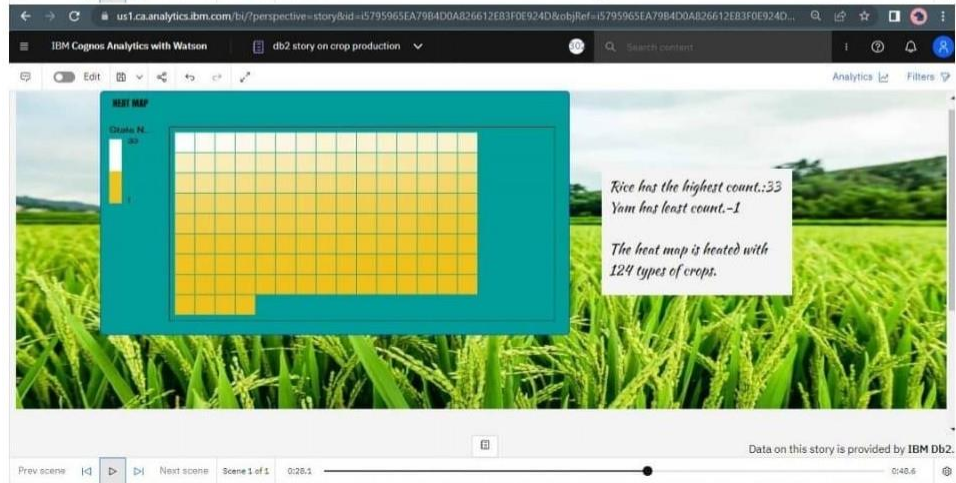 us1.ca.analytics.ibm.com/bi/?perspective=story&id=i5795965EA79B4D0A826612E83F0E924D&objRef=i5795965EA79B4D0A826612E83F0E924D...
IBM Cognos Analytics with Watson
db2 story on crop production
Search content
Edit
Analytics
Filters
HEAT MAP
State N...
33
1
Rice has the highest count.:33
Yam has least count.-1
The heat map is heated with
124 types of crops.
Data on this story is provided by IBM Db2.
Prev scene
Next scene
Scene 1 of 1
0:28.1
0:48.6